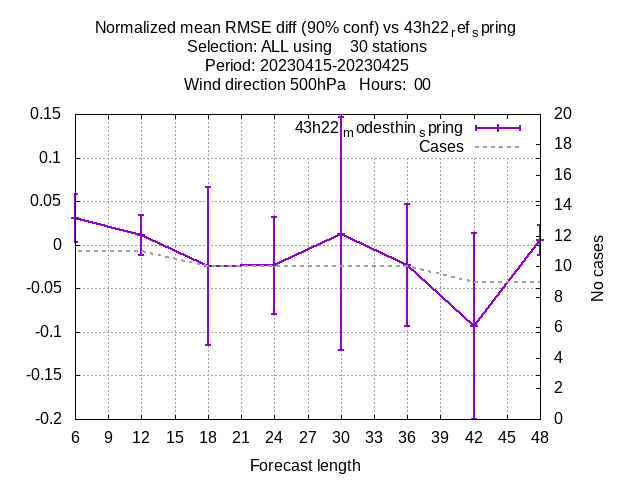 Normalized mean RMSE diff (90% conf) vs 43h22refspring
Selection: ALL using 30 stations
Period: 20230415-20230425
Wind direction 500hPa Hours: 00
43h22modesthinspring
Cases
0.15
0.1
0.05
0
-0.05
-0.1
-0.15
-0.2
20
18
16
14
12
10
8
6
4
2
0
No cases
6 9 12 15 18 21 24 27 30 33 36 39 42 45 48
Forecast length